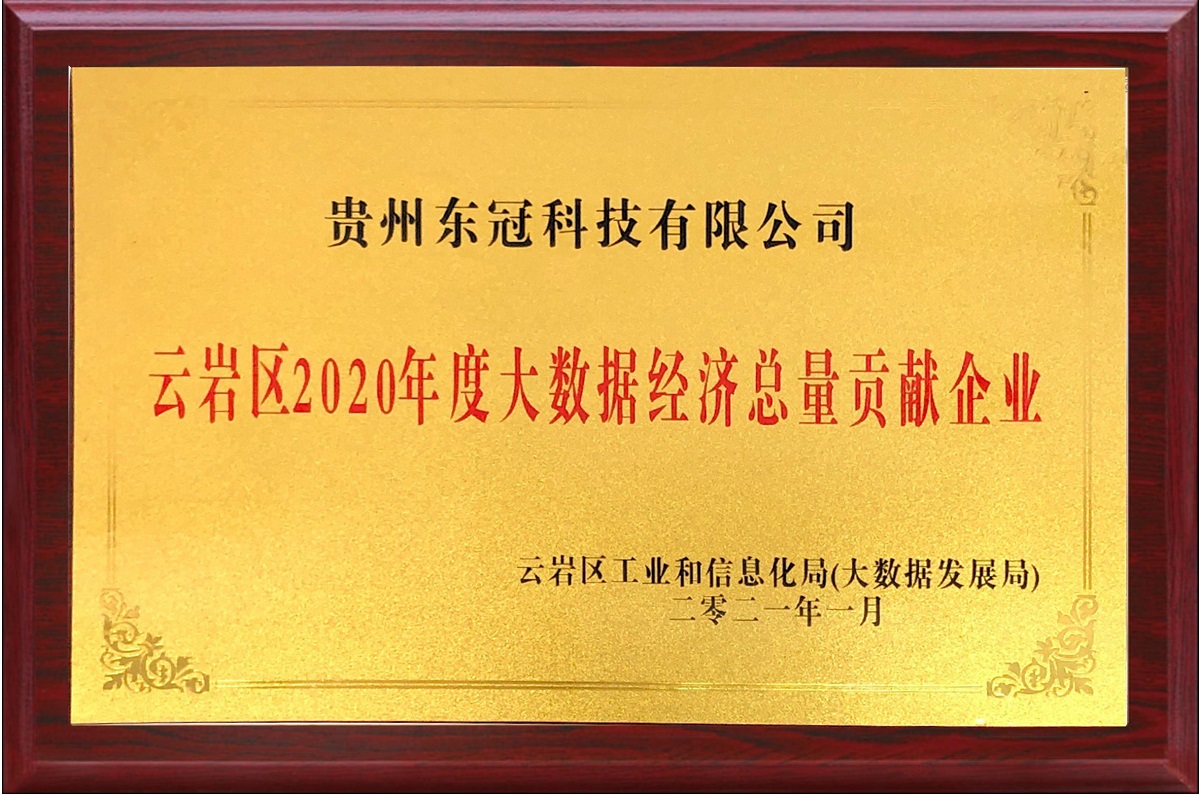 贵州东冠科技有限公司
云岩区2020年度大数据经济总量贡献企业
云岩区工业和信息化局(大数据发展局)
二零二一年一月